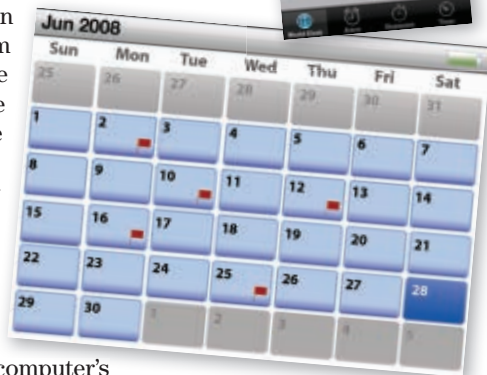 n
World Clock
Jun 2008
m
Sun Mon Tue Wed Thu Fri Sat
e
25 26 27 28 29 30 31
e
1 2 3 4 5 6 7
e
8 9 10 11 12 13 14
15 16 17 18 19 20 21
22 23 24 25 26 27 28
29 30 1 2 3 4 5
computer's